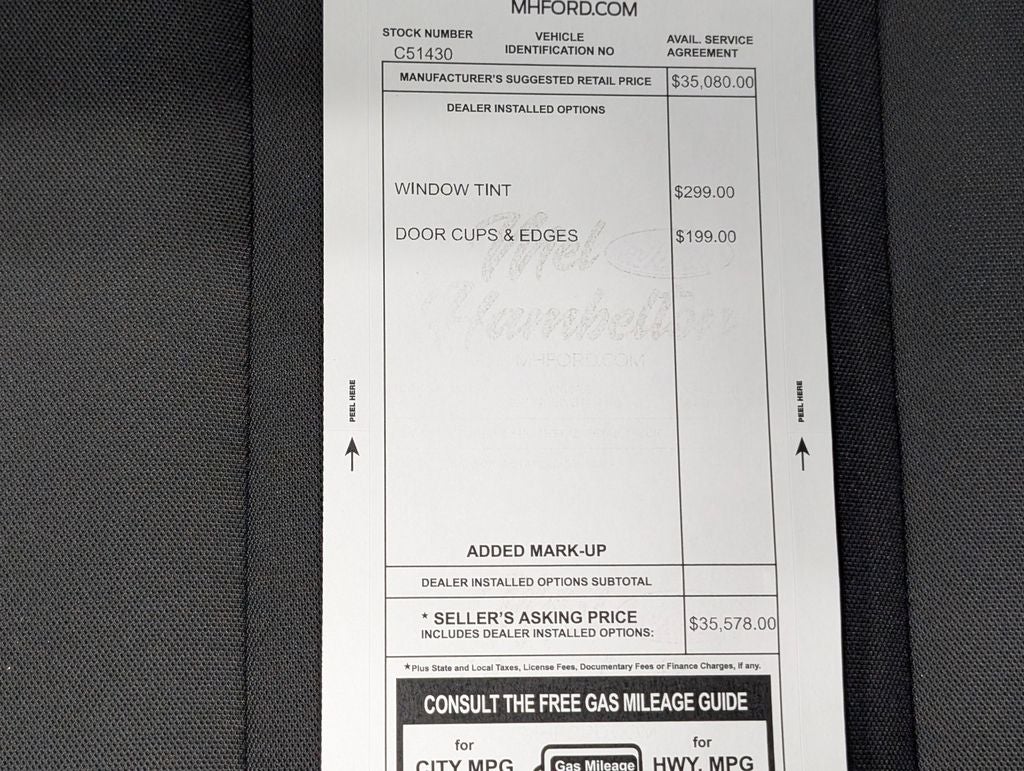 MHFORD.COM
STOCK NUMBER
C51430
VEHICLE
IDENTIFICATION NO
AVAIL. SERVICE
AGREEMENT
MANUFACTURER'S SUGGESTED RETAIL PRICE $35,080.00
DEALER INSTALLED OPTIONS
WINDOW TINT $299.00
DOOR CUPS & EDGES $199.00
Mel
Hambelton
MHFORD.COM
PEEL HERE
PEEL HERE
ADDED MARK-UP
DEALER INSTALLED OPTIONS SUBTOTAL
* SELLER'S ASKING PRICE
INCLUDES DEALER INSTALLED OPTIONS:
$35,578.00
*Plus State and Local Taxes, License Fees, Documentary Fees or Finance Charges, if any.
CONSULT THE FREE GAS MILEAGE GUIDE
for
CITY MPG
Gas Mileage
for
HWY. MPG